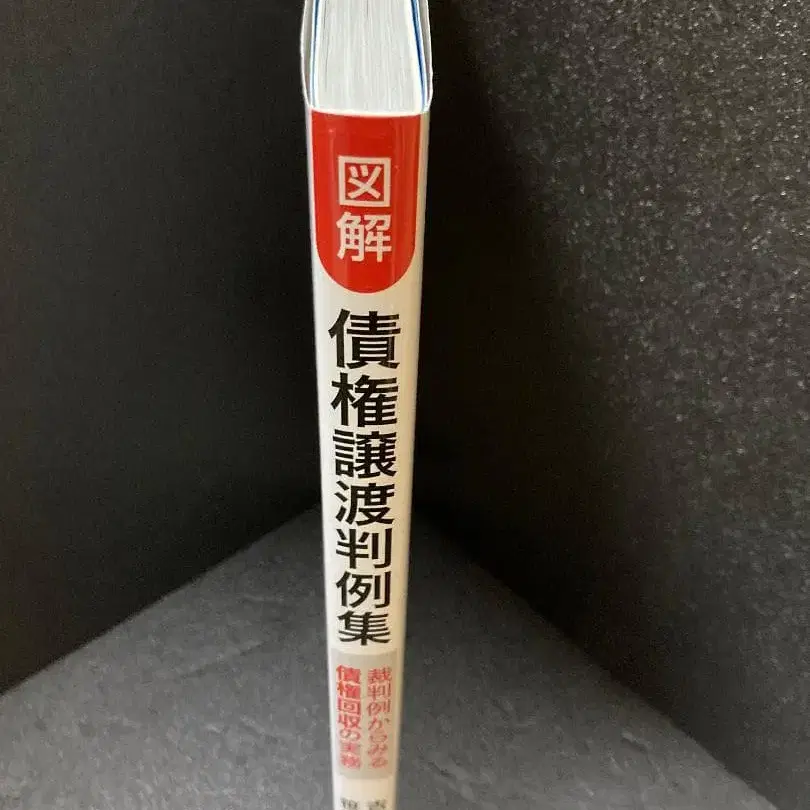 図解
債権譲渡判例集
裁判例からみる
債権回収の実務